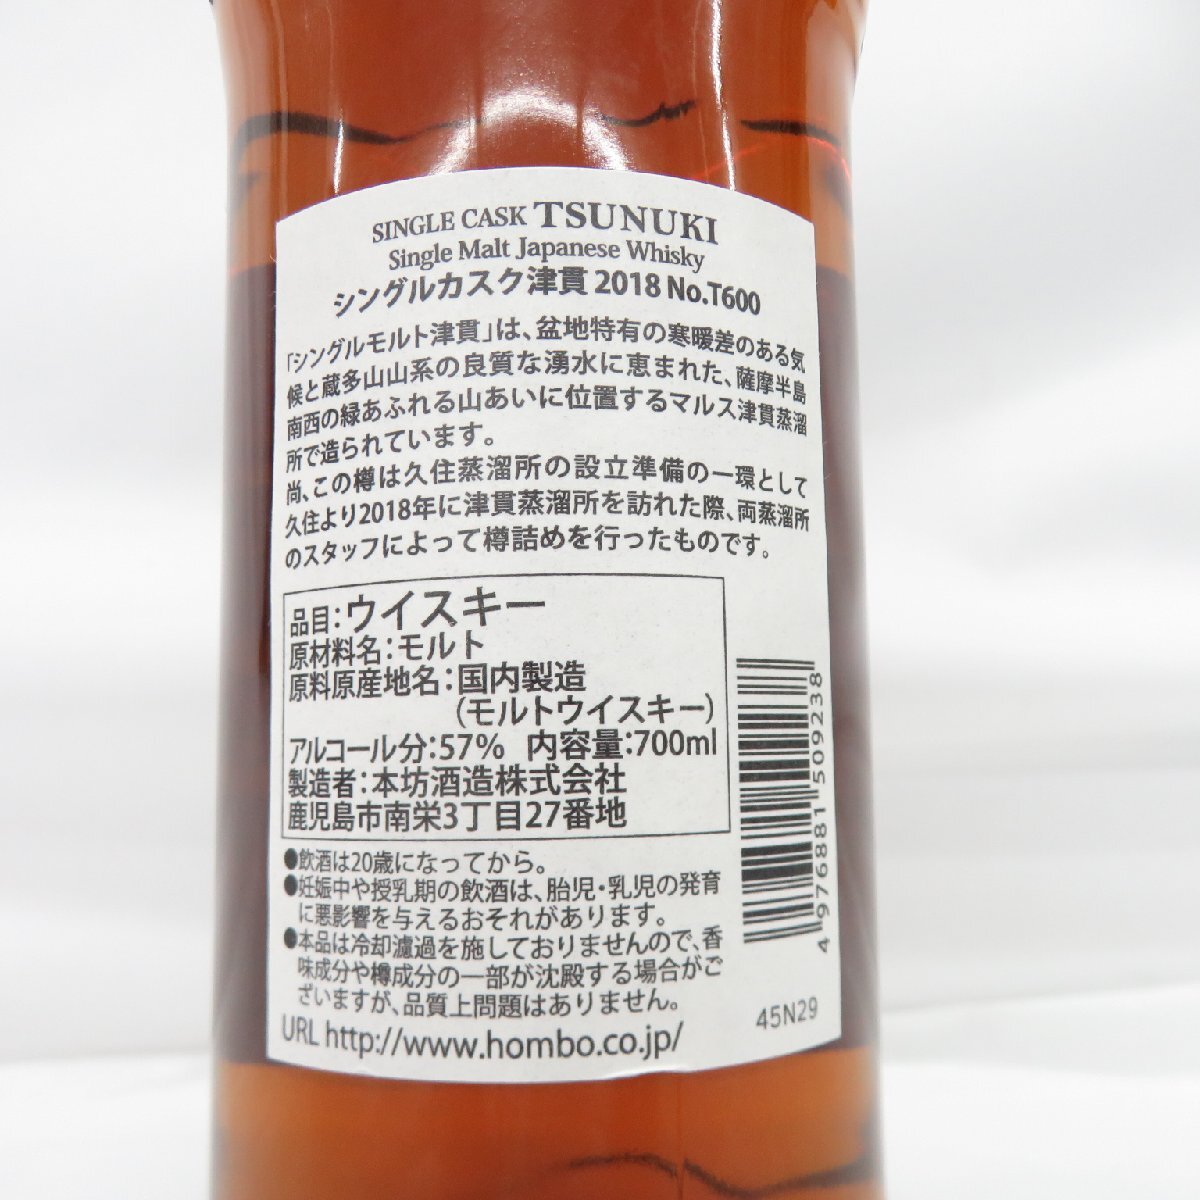 SINGLE CASK TSUNUKI
Single Malt Japanese Whisky
シングルカスク津貫 2018 No.T600
「シングルモルト津貫」は、盆地特有の寒暖差のある気
候と蔵多山山系の良質な湧水に恵まれた、薩摩半島
南西の緑あふれる山あいに位置するマルス津貫蒸溜
所で造られています。
尚、この樽は久住蒸溜所の設立準備の一環として
久住より2018年に津貫蒸溜所を訪れた際、両蒸溜所
のスタッフによって樽詰めを行ったものです。
品目：ウイスキー
原材料名：モルト
原料原産地名：国内製造
（モルトウイスキー）
アルコール分：57% 内容量：700ml
製造者：本坊酒造株式会社
鹿児島市南栄3丁目27番地
●飲酒は20歳になってから。
●妊娠中や授乳期の飲酒は、胎児・乳児の発育
に悪影響を与えるおそれがあります。
●本品は冷却濾過を施しておりませんので、香
味成分や樽成分の一部が沈殿する場合がご
ざいますが、品質上問題はありません。
URL http://www.hombo.co.jp/
4 976881 509238
45N29